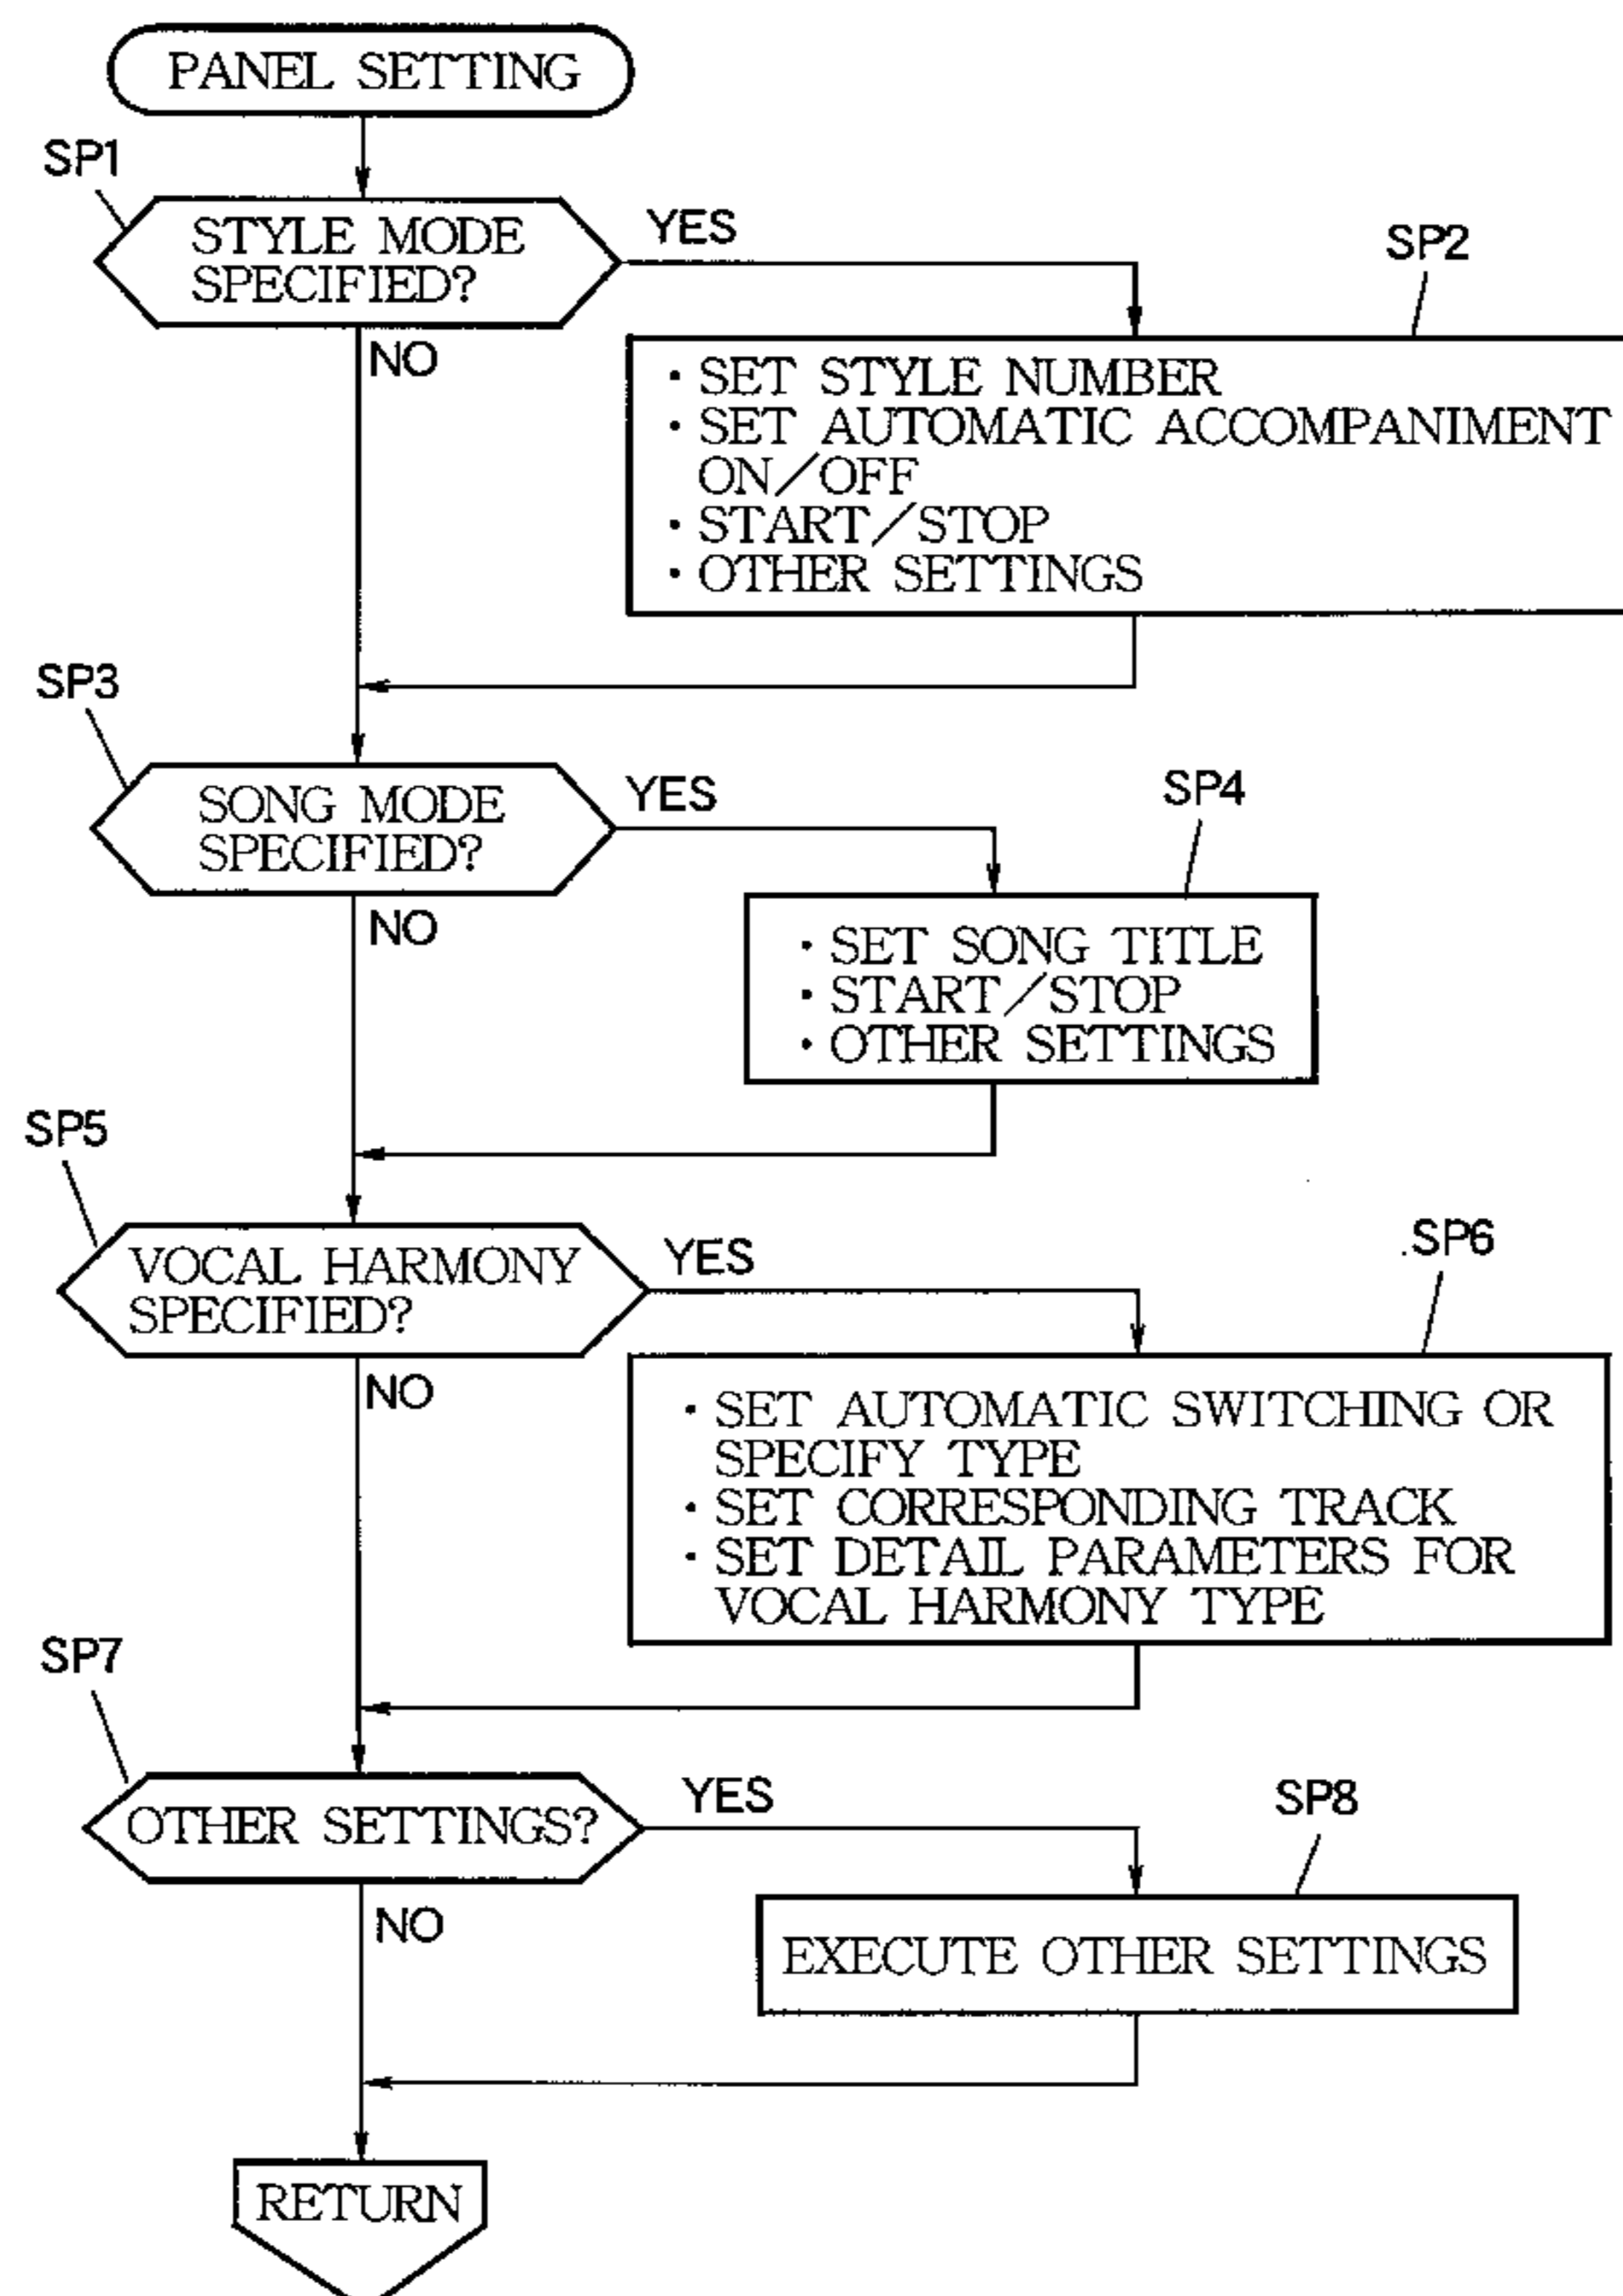 PANEL SETTING
SP1
STYLE MODE
SPECIFIED?
YES
NO
SP2
・SET STYLE NUMBER
・SET AUTOMATIC ACCOMPANIMENT
ON/OFF
・START/STOP
・OTHER SETTINGS
SP3
SONG MODE
SPECIFIED?
YES
NO
SP4
・SET SONG TITLE
・START/STOP
・OTHER SETTINGS
SP5
VOCAL HARMONY
SPECIFIED?
YES
NO
SP6
・SET AUTOMATIC SWITCHING OR
SPECIFY TYPE
・SET CORRESPONDING TRACK
・SET DETAIL PARAMETERS FOR
VOCAL HARMONY TYPE
SP7
OTHER SETTINGS?
YES
NO
SP8
EXECUTE OTHER SETTINGS
RETURN